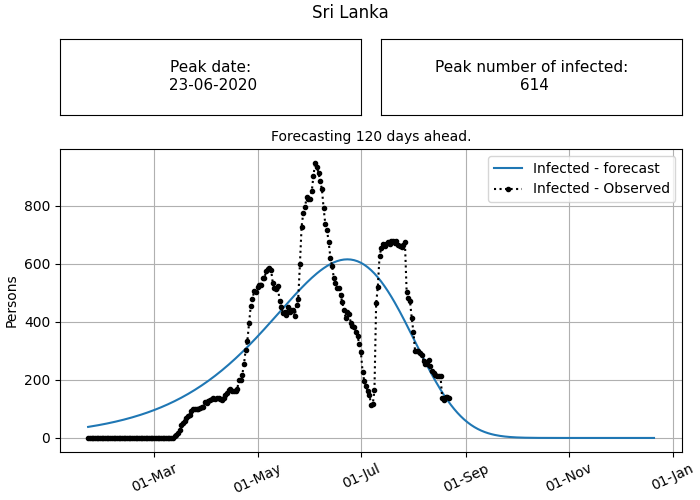 Sri Lanka
Peak date:
23-06-2020
Peak number of infected:
614
Forecasting 120 days ahead.
Infected - forecast
Infected - Observed
Persons
800
600
400
200
0
01-Mar
01-May
01-Jul
01-Sep
01-Nov
01-Jan